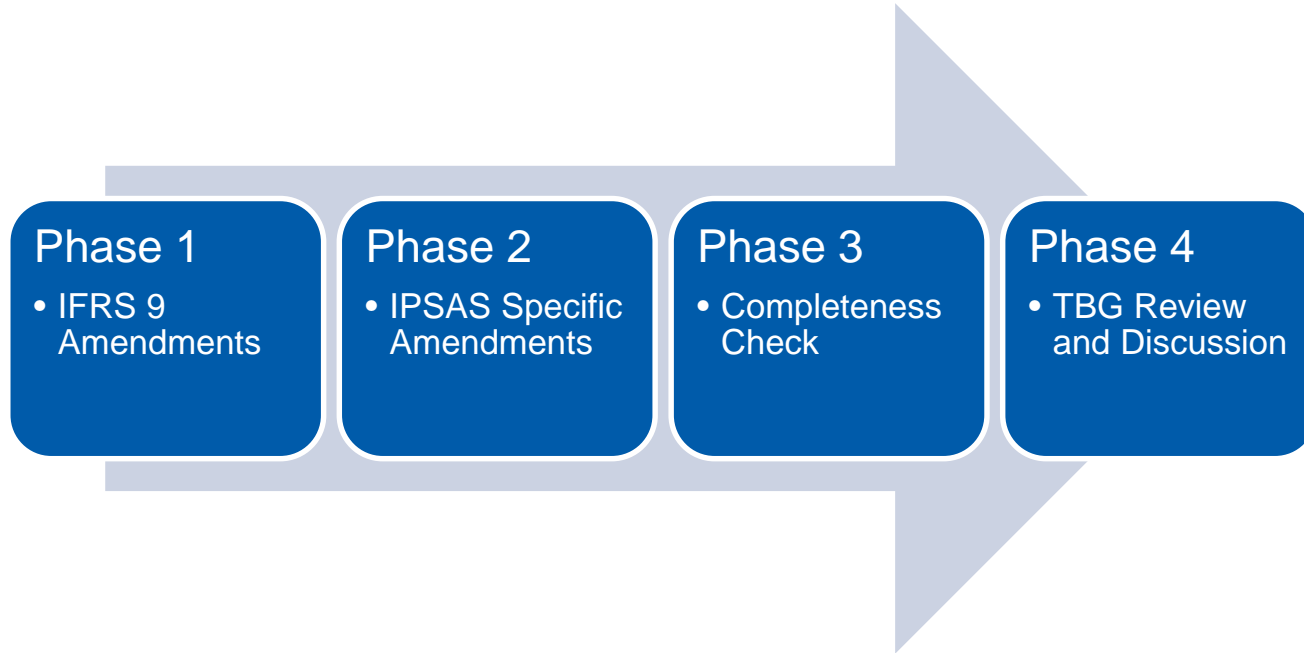 Phase 1
• IFRS 9
Amendments
Phase 2
• IPSAS Specific
Amendments
Phase 3
• Completeness
Check
Phase 4
• TBG Review
and Discussion